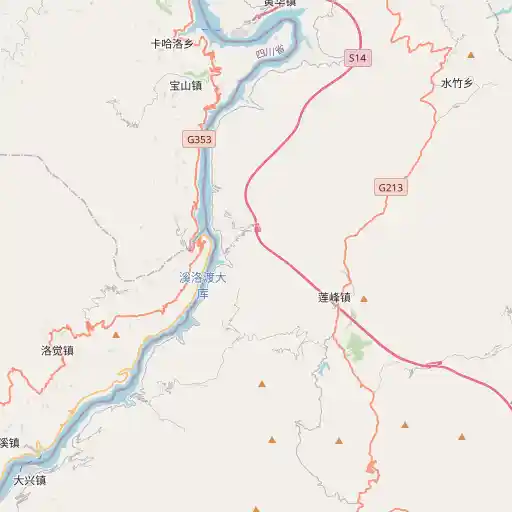 黄华镇
卡哈洛乡
四川省
S14
宝山镇
水竹乡
G353
G213
溪洛渡大
库
莲峰镇
洛觉镇
溪镇
大兴镇